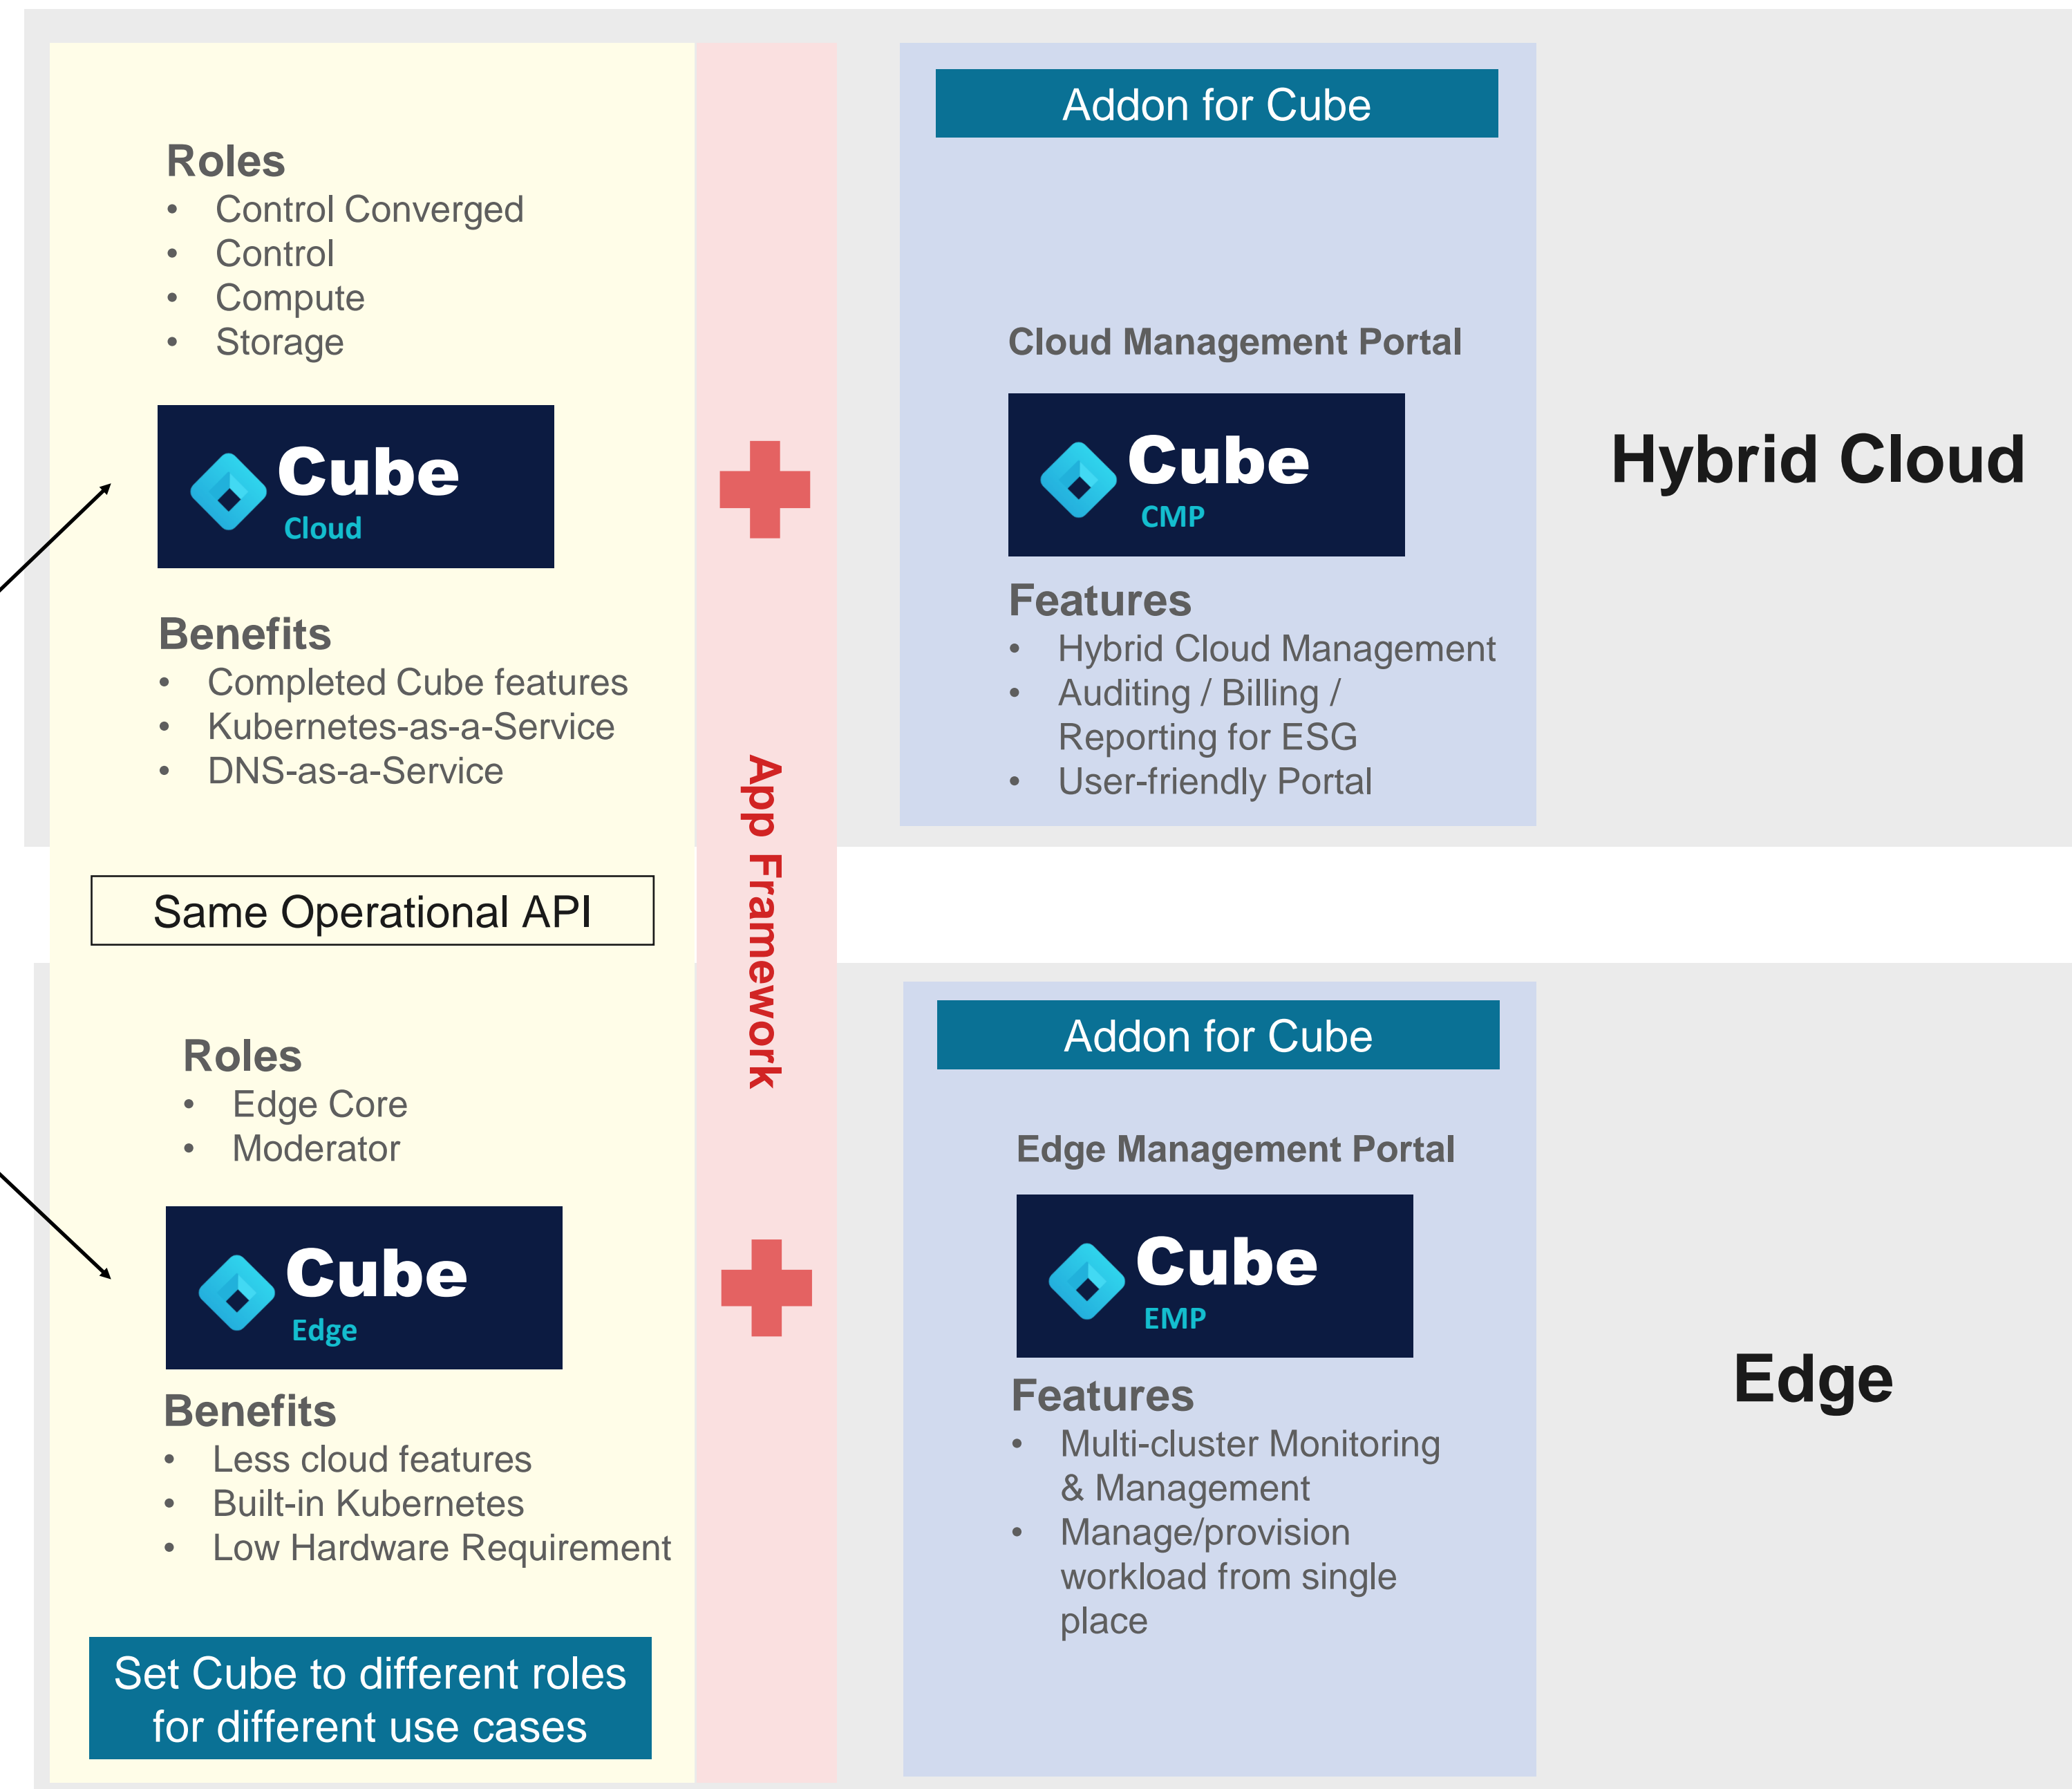 Roles
• Control Converged
• Control
• Compute
• Storage
Cube
Cloud
Benefits
• Completed Cube features
• Kubernetes-as-a-Service
• DNS-as-a-Service
Addon for Cube
Cloud Management Portal
Cube
CMP
Features
• Hybrid Cloud Management
• Auditing / Billing /
Reporting for ESG
• User-friendly Portal
Hybrid Cloud
App Framework
Same Operational API
Roles
• Edge Core
• Moderator
Cube
Edge
Benefits
• Less cloud features
• Built-in Kubernetes
• Low Hardware Requirement
Set Cube to different roles
for different use cases
Addon for Cube
Edge Management Portal
Cube
EMP
Features
• Multi-cluster Monitoring
& Management
• Manage/provision
workload from single
place
Edge